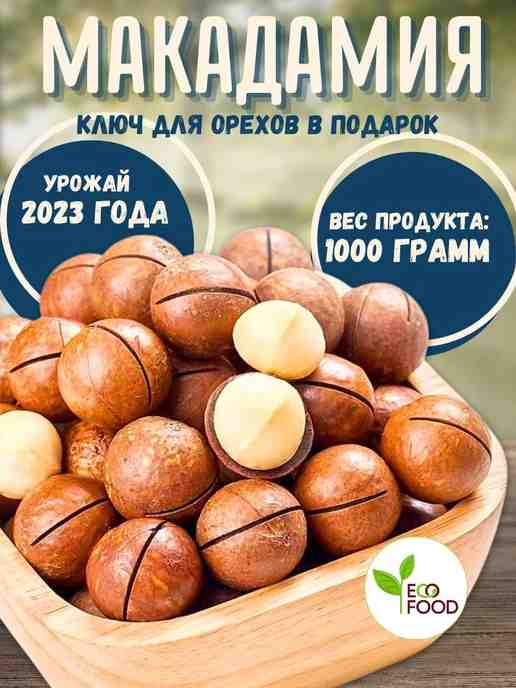 МАКАДАМИЯ
КЛЮЧ ДЛЯ ОРЕХОВ В ПОДАРОК
УРОЖАЙ
2023 ГОДА
ВЕС ПРОДУКТА:
1000 ГРАММ
ECO
FOOD